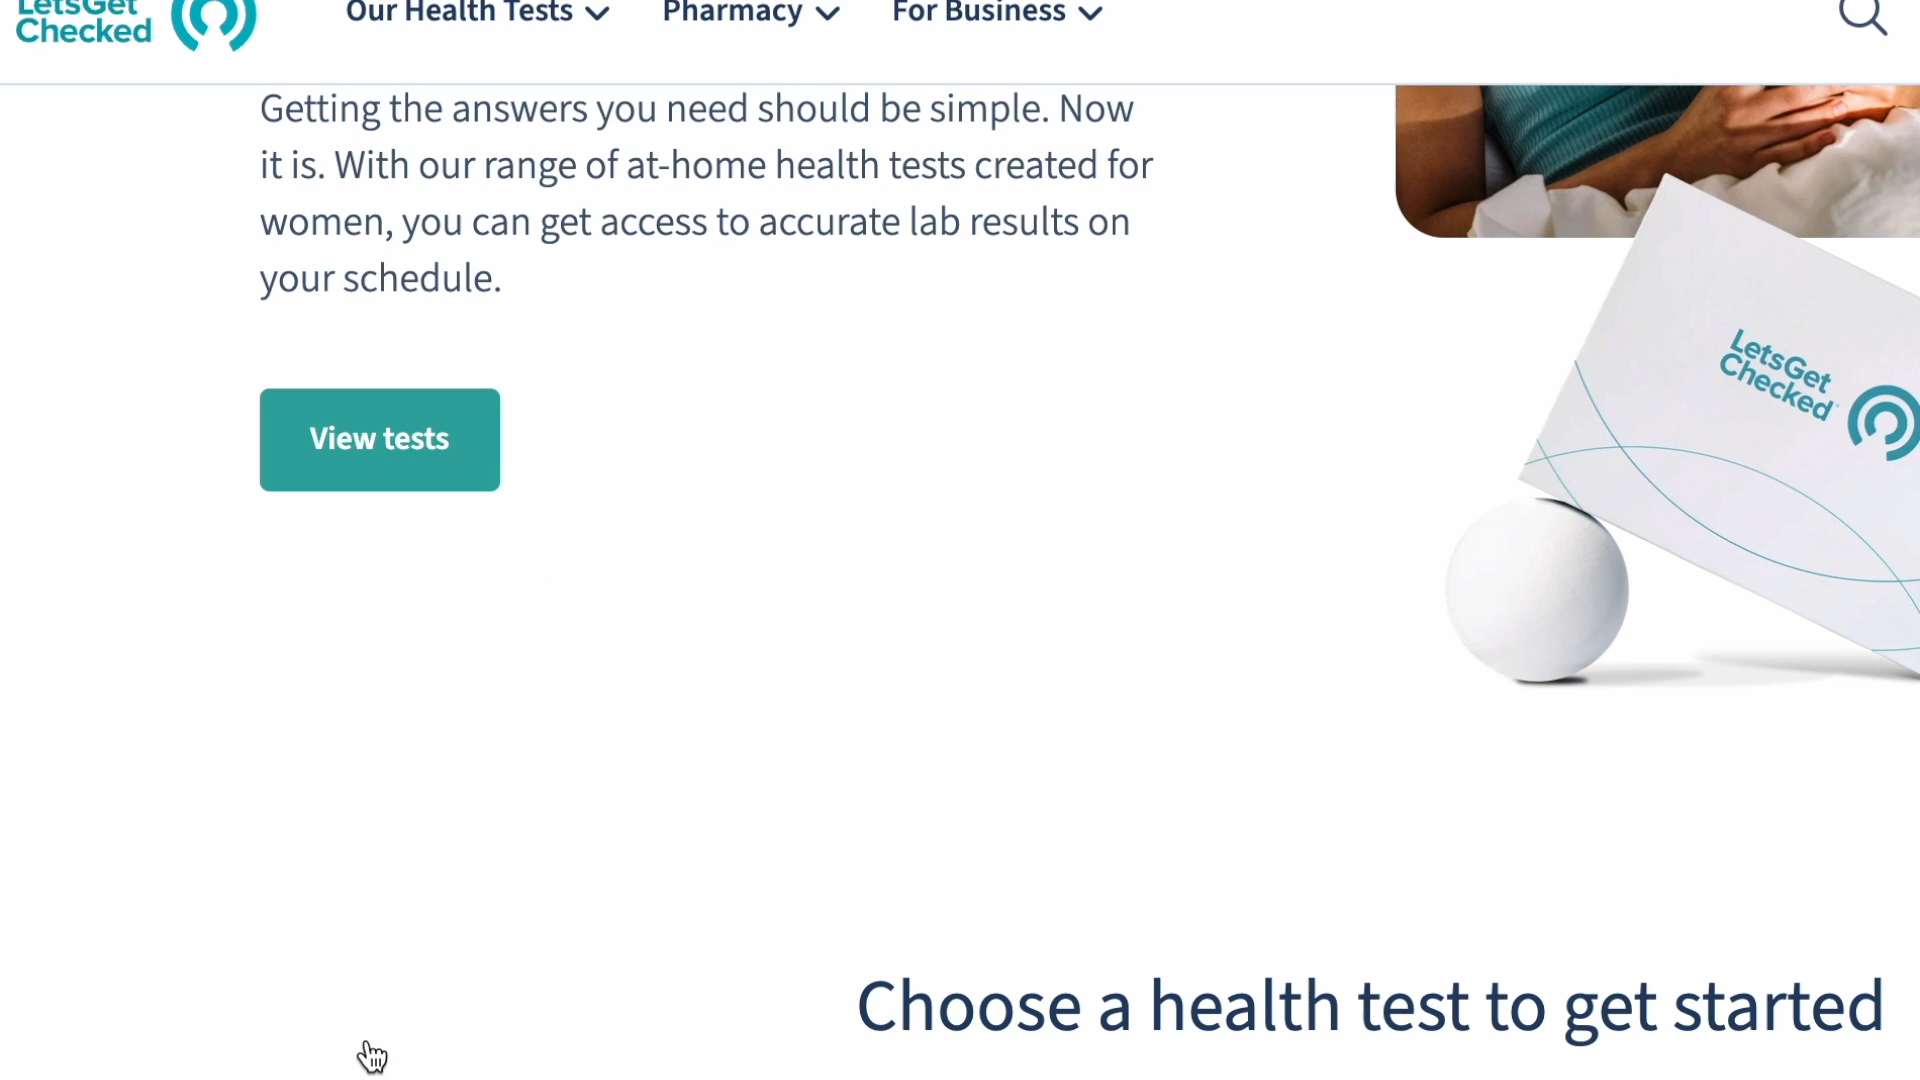 LetsGet
Checked
Our Health Tests
Pharmacy
For Business
Getting the answers you need should be simple. Now
it is. With our range of at-home health tests created for
women, you can get access to accurate lab results on
your schedule.
View tests
LetsGet
Checked
Choose a health test to get started